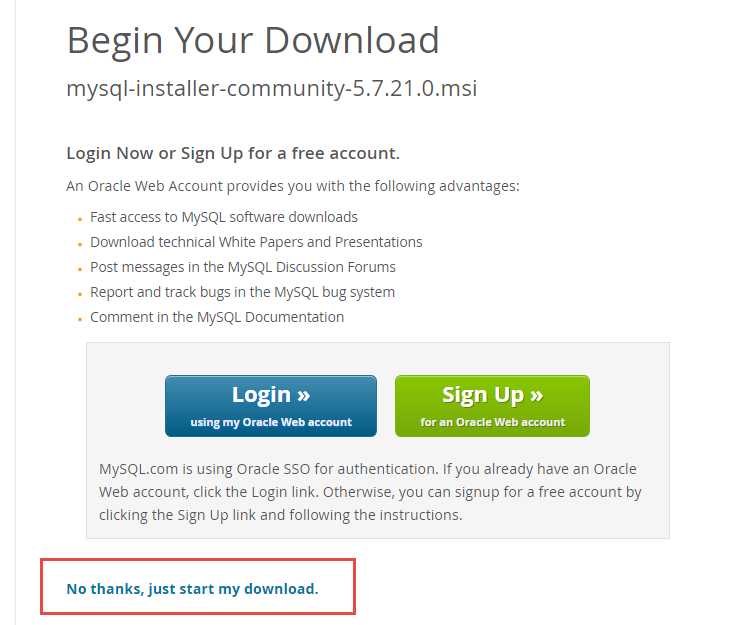 Begin Your Download
mysql-installer-community-5.7.21.0.msi
Login Now or Sign Up for a free account.
An Oracle Web Account provides you with the following advantages:
Fast access to MySQL software downloads
Download technical White Papers and Presentations
Post messages in the MySQL Discussion Forums
Report and track bugs in the MySQL bug system
Comment in the MySQL Documentation
Login »
using my Oracle Web account
Sign Up »
for an Oracle Web account
MySQL.com is using Oracle SSO for authentication. If you already have an Oracle
Web account, click the Login link. Otherwise, you can signup for a free account by
clicking the Sign Up link and following the instructions.
No thanks, just start my download.